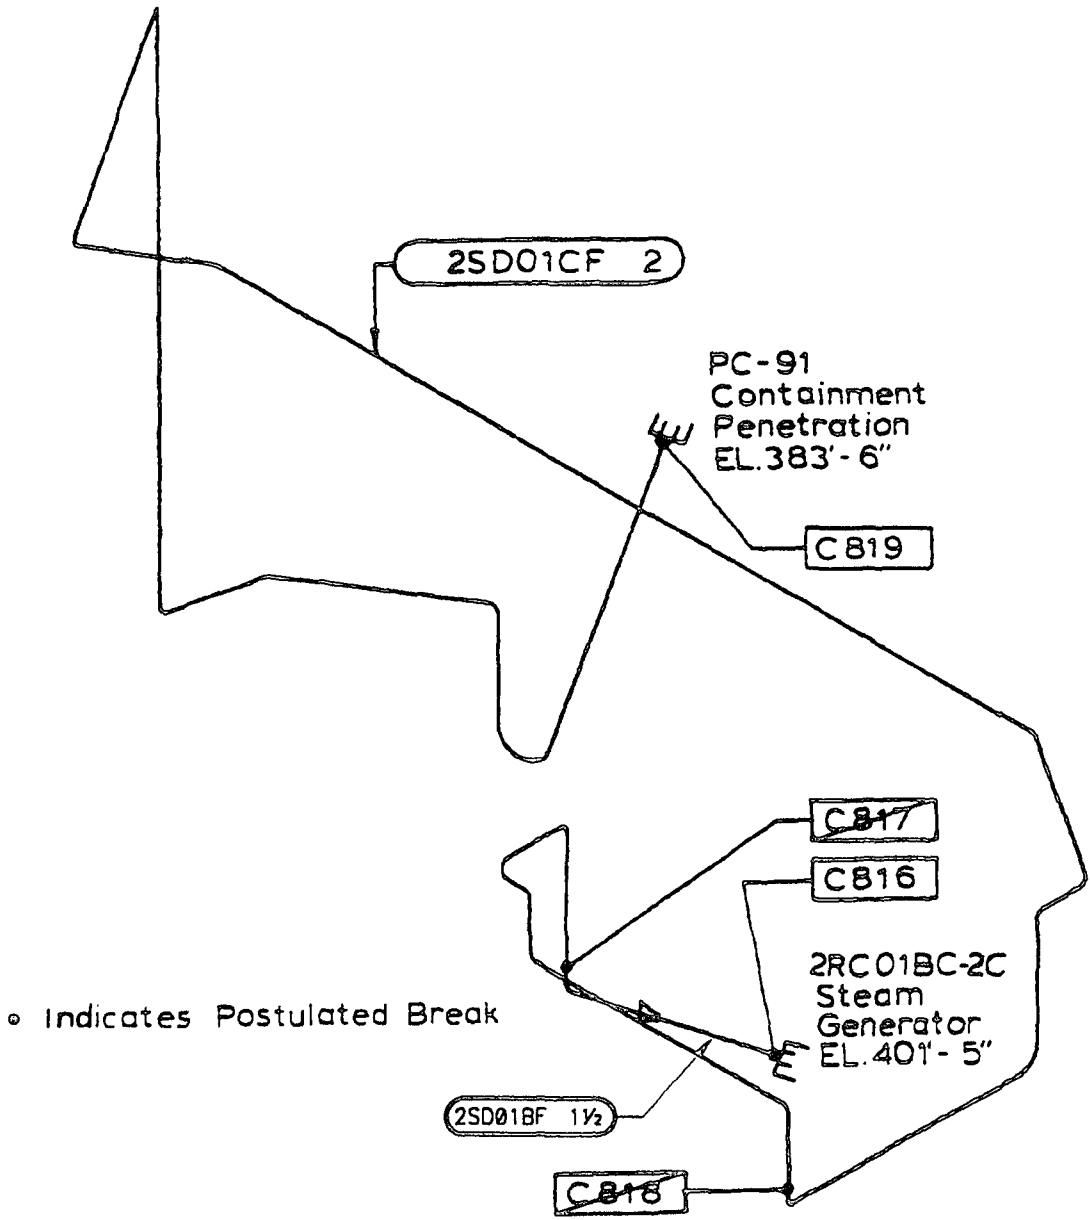 2SD01CF 2
PC-91
Containment
Penetration
EL.383'-6"
C819
C817
C816
2RC01BC-2C
Steam
Generator
EL.401'-5"
Indicates Postulated Break
2SD01BF 1½
C818